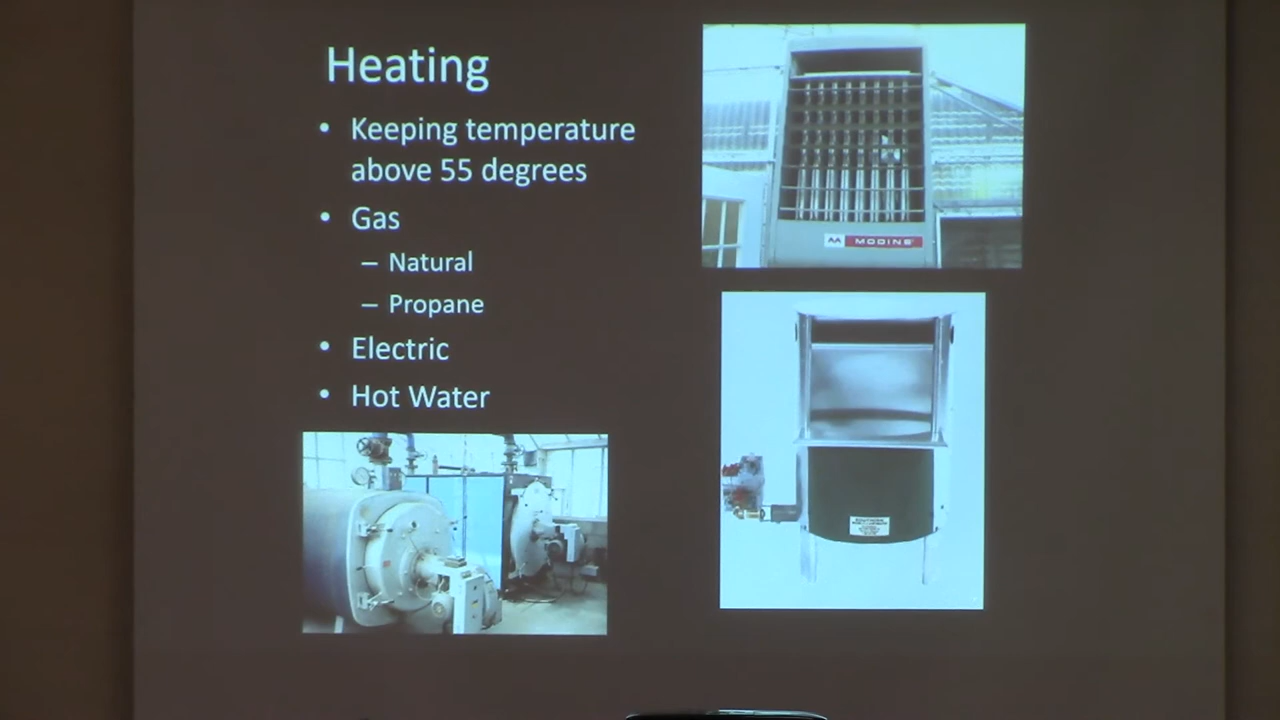 Heating
• Keeping temperature
above 55 degrees
• Gas
– Natural
– Propane
• Electric
• Hot Water
MODINE